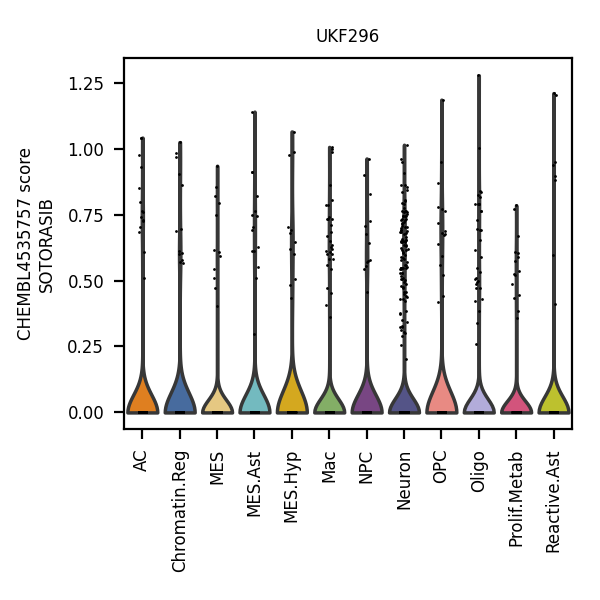 UKF296
CHEMBL4535757 score
SOTORASIB
1.25
1.00
0.75
0.50
0.25
0.00
AC
Chromatin.Reg
MES
MES.Ast
MES.Hyp
Mac
NPC
Neuron
OPC
Oligo
Prolif.Metab
Reactive.Ast